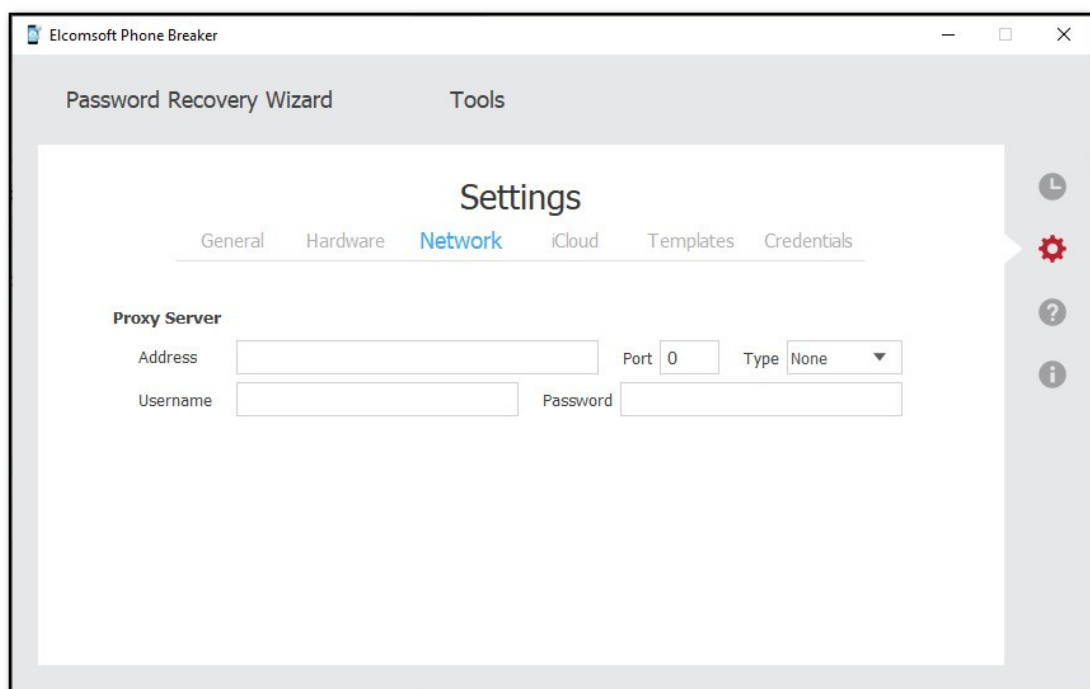 Elcomsoft Phone Breaker
Password Recovery Wizard Tools
Settings
General Hardware Network iCloud Templates Credentials
Proxy Server
Address Port 0 Type None
Username Password